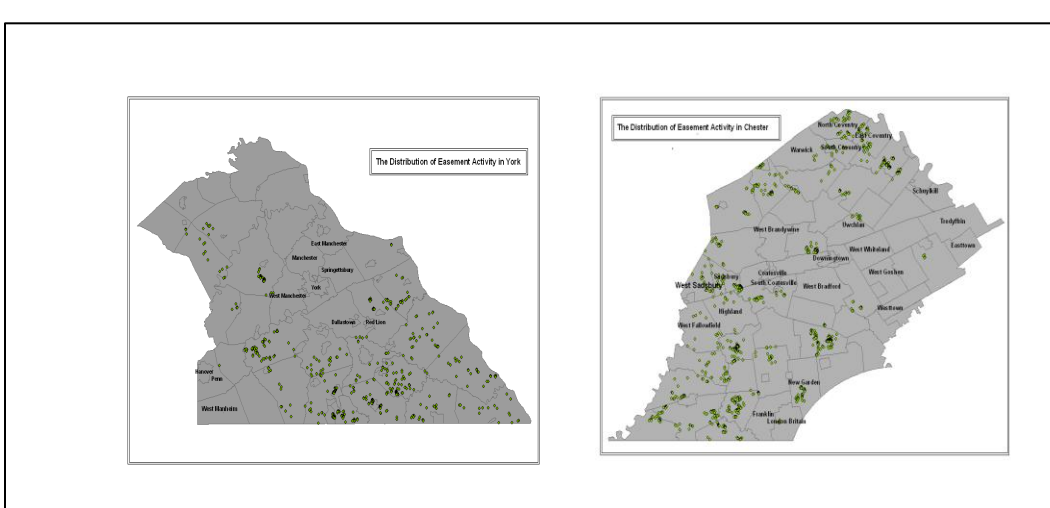 The Distribution of Easement Activity in York
East Manchester
Manchester
Springettsbury
York
West Manchester
Dallastown Red Lion
Hanover
Penn
West Manheim
The Distribution of Easement Activity in Chester
North Coventry
East Coventry
Warwick South Coventry
Schuylkill
Tredyffrin
Uwchlan
West Brandywine
Easttown
West Whiteland
Downingtown
West Goshen
Sadsbury Coatesville
West Sadsbury South Coatesville West Bradford
Westtown
Highland
West Fallowfield
New Garden
Franklin
London Britain